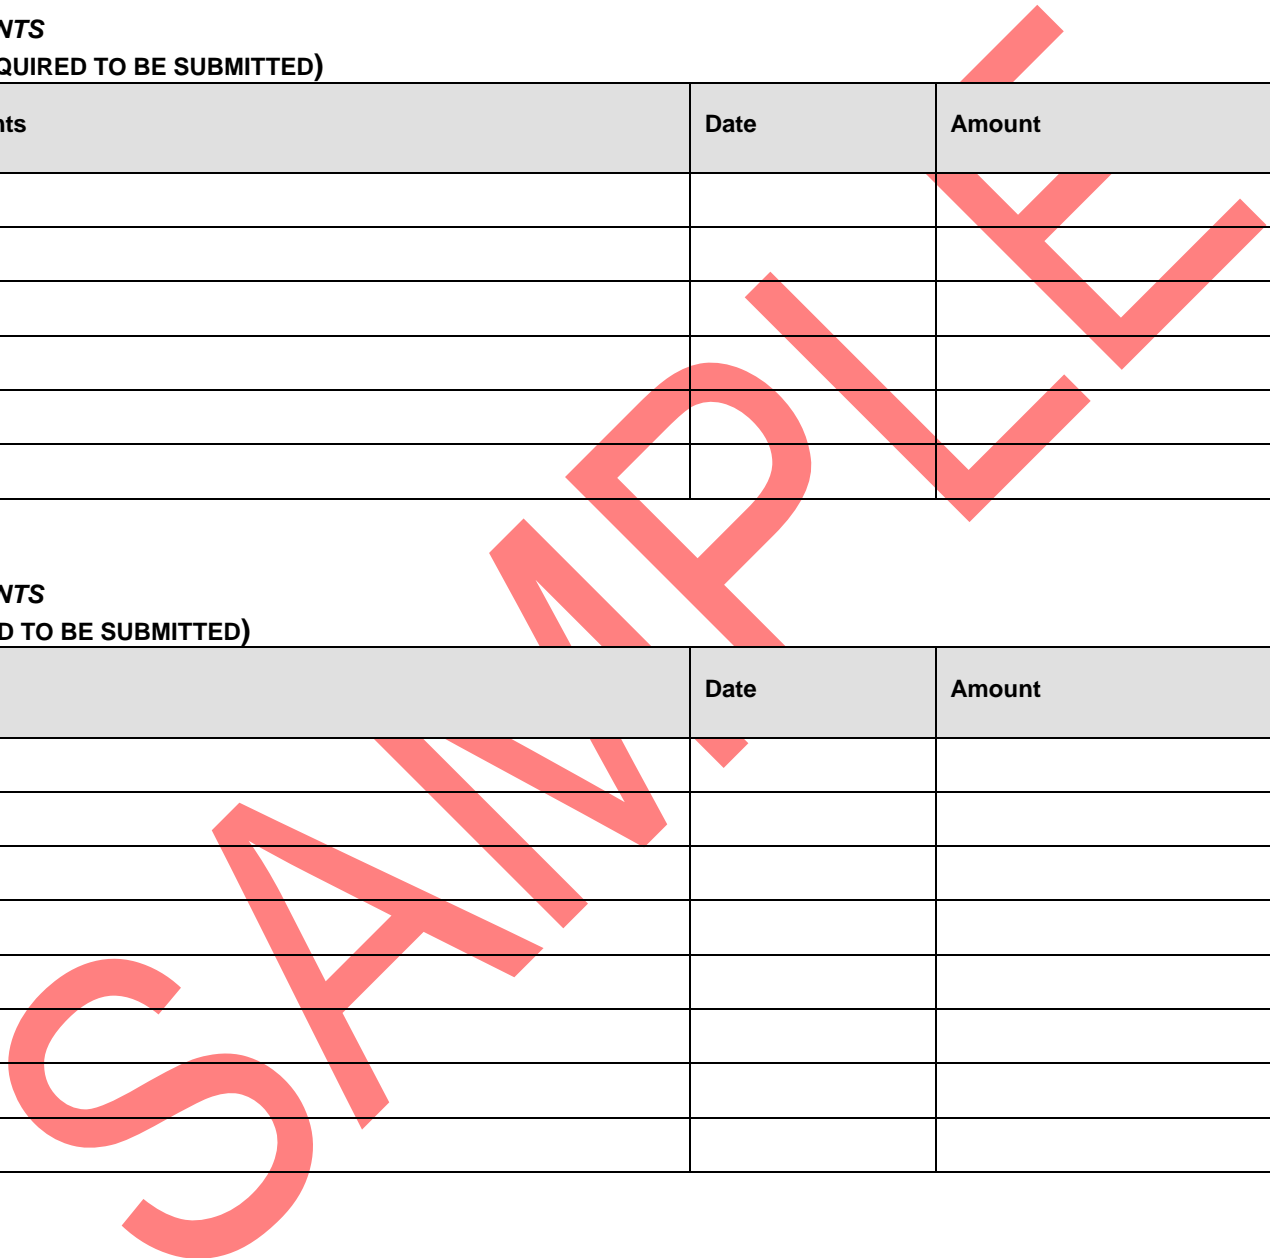 NTS
QUIRED TO BE SUBMITTED)
nts Date Amount
NTS
D TO BE SUBMITTED)
Date Amount
SAMPLE